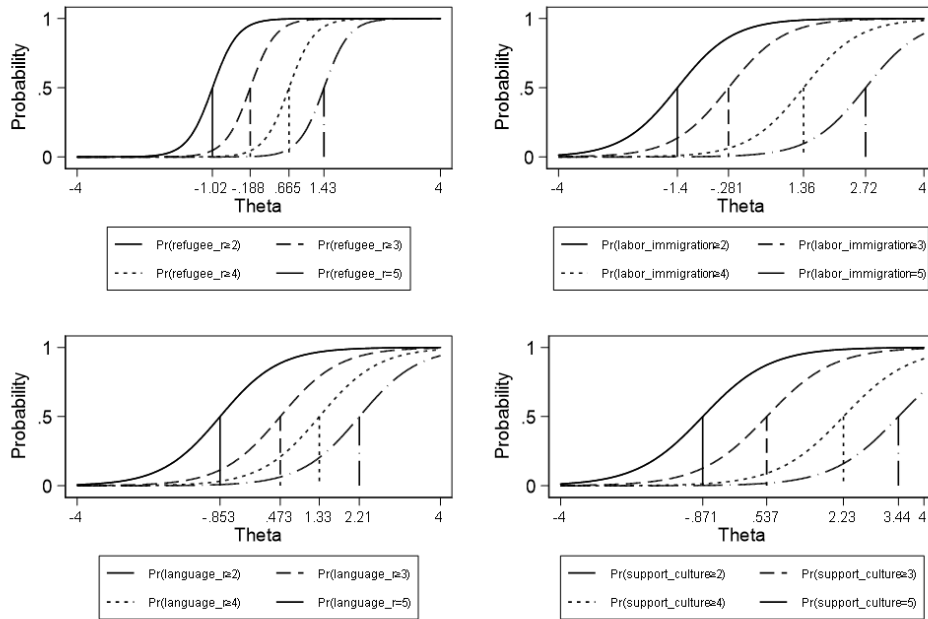 1
.5
0
Probability
-4
-1.02
-.188
.665
1.43
4
Theta
Pr(refugee_r≥2)
Pr(refugee_r≥3)
Pr(refugee_r≥4)
Pr(refugee_r=5)
1
.5
0
Probability
-4
-1.4
-.281
1.36
2.72
4
Theta
Pr(labor_immigration≥2)
Pr(labor_immigration≥3)
Pr(labor_immigration≥4)
Pr(labor_immigration=5)
1
.5
0
Probability
-4
-.853
.473
1.33
2.21
4
Theta
Pr(language_r≥2)
Pr(language_r≥3)
Pr(language_r≥4)
Pr(language_r=5)
1
.5
0
Probability
-4
-.871
.537
2.23
3.44
4
Theta
Pr(support_culture≥2)
Pr(support_culture≥3)
Pr(support_culture≥4)
Pr(support_culture=5)